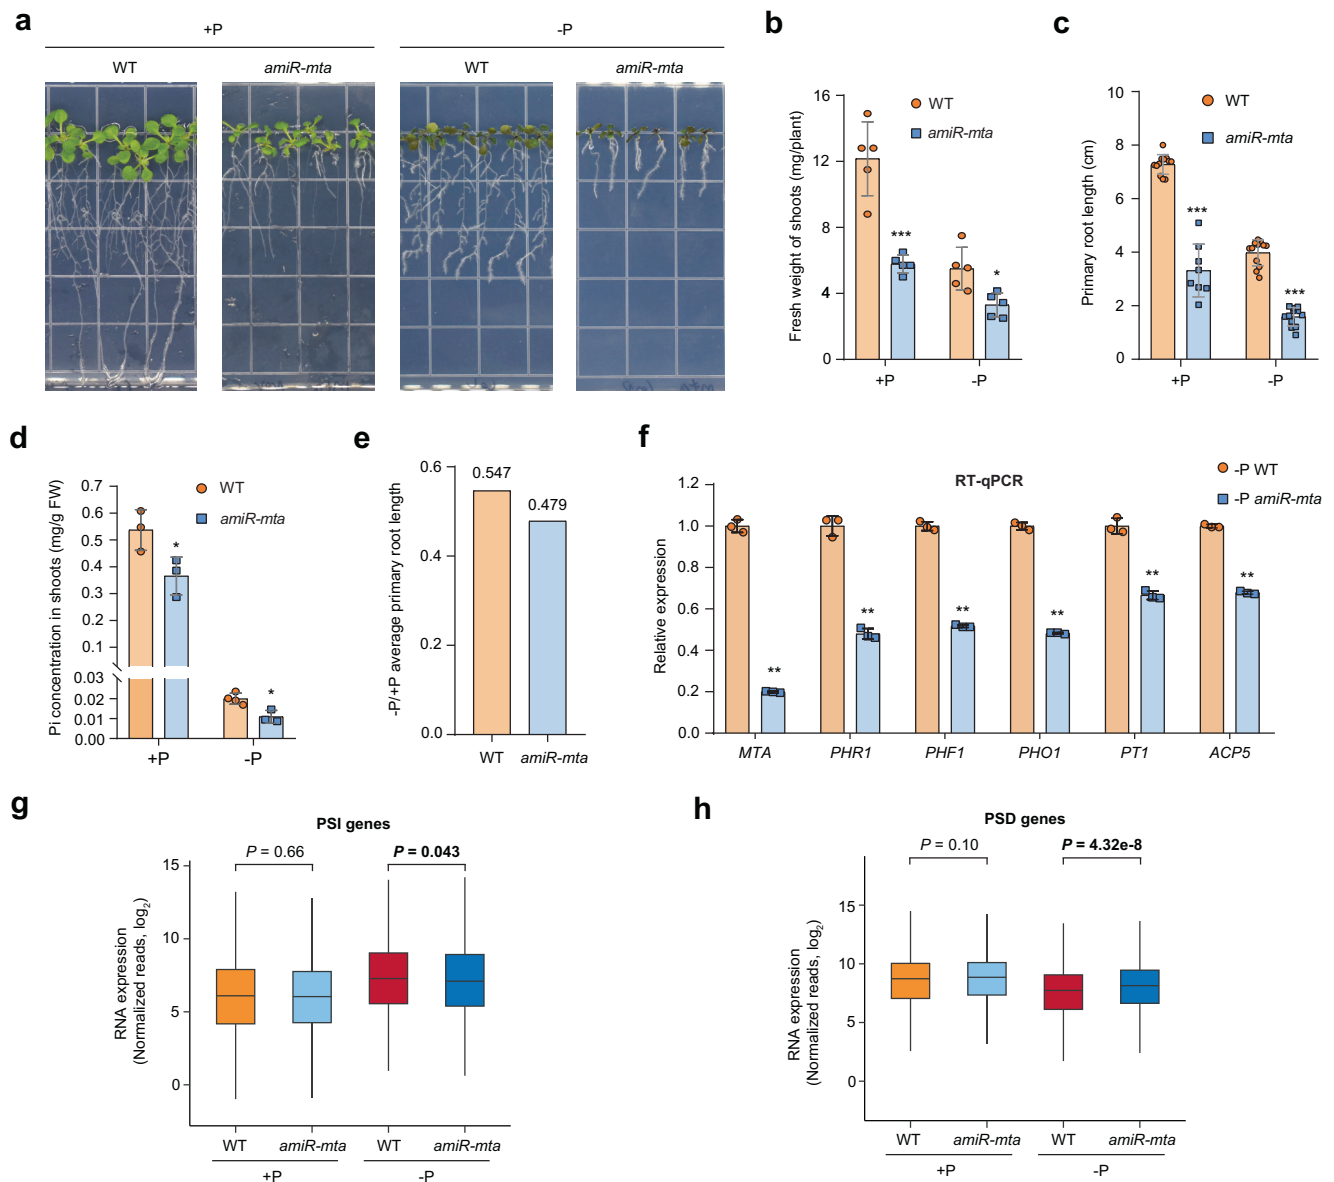 a
+P
-P
WT
amiR-mta
WT
amiR-mta
b
Fresh weight of shoots (mg/plant)
16
12
8
4
0
WT
amiR-mta
***
*
+P
-P
c
Primary root length (cm)
10
8
6
4
2
0
WT
amiR-mta
***
***
+P
-P
d
Pi concentration in shoots (mg/g FW)
0.7
0.6
0.5
0.4
0.3
0.2
0.1
0.03
0.02
0.01
0.00
WT
amiR-mta
*
*
+P
-P
e
-P/+P average primary root length
0.6
0.4
0.2
0.0
0.547
0.479
WT
amiR-mta
f
RT-qPCR
-P WT
-P amiR-mta
Relative expression
1.2
1.0
0.8
0.6
0.4
0.2
0.0
**
**
**
**
**
**
MTA
PHR1
PHF1
PHO1
PT1
ACP5
g
PSI genes
RNA expression
(Normalized reads, log2)
15
10
5
0
P = 0.66
P = 0.043
WT
amiR-mta
WT
amiR-mta
+P
-P
h
PSD genes
RNA expression
(Normalized reads, log2)
15
10
5
0
P = 0.10
P = 4.32e-8
WT
amiR-mta
WT
amiR-mta
+P
-P